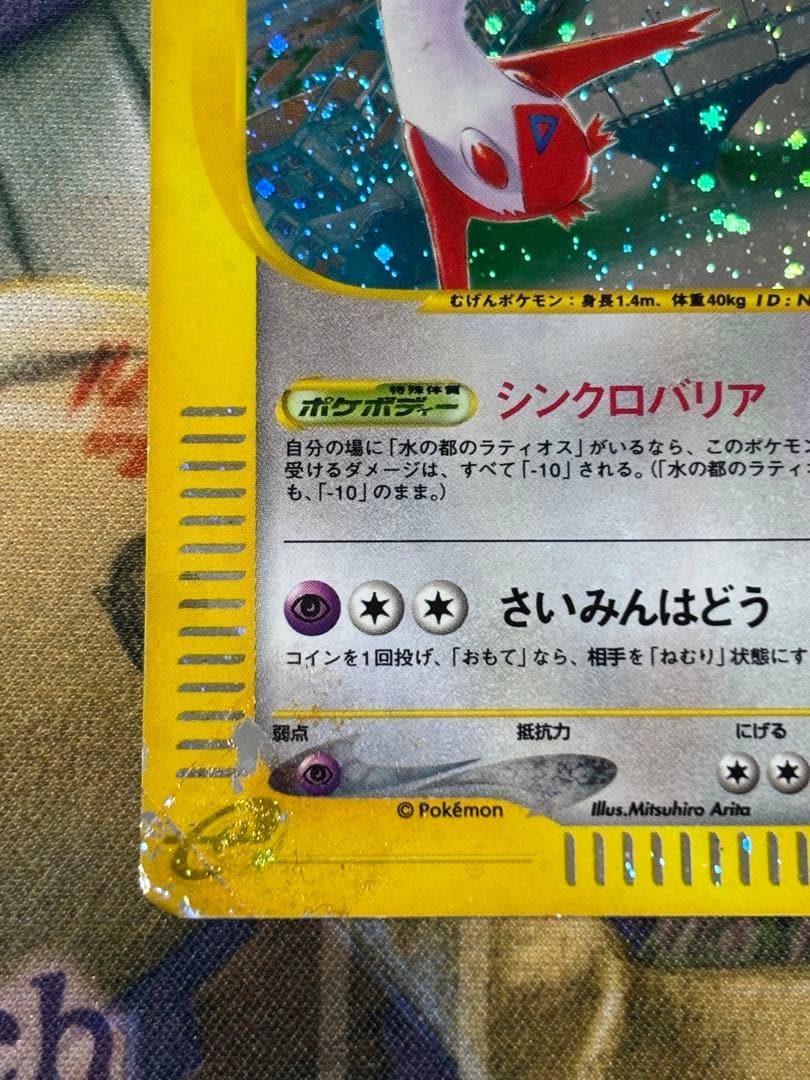 むげんポケモン：身長1.4m、体重40kg ID：N
特殊体質
ポケボディー シンクロバリア
自分の場に「水の都のラティオス」がいるなら、このポケモン
受けるダメージは、すべて「-10」される。（「水の都のラティオ
も、「-10」のまま。）
さいみんはどう
コインを1回投げ、「おもて」なら、相手を「ねむり」状態にす
弱点 抵抗力 にげる
© Pokémon Illus.Mitsuhiro Arita
ch